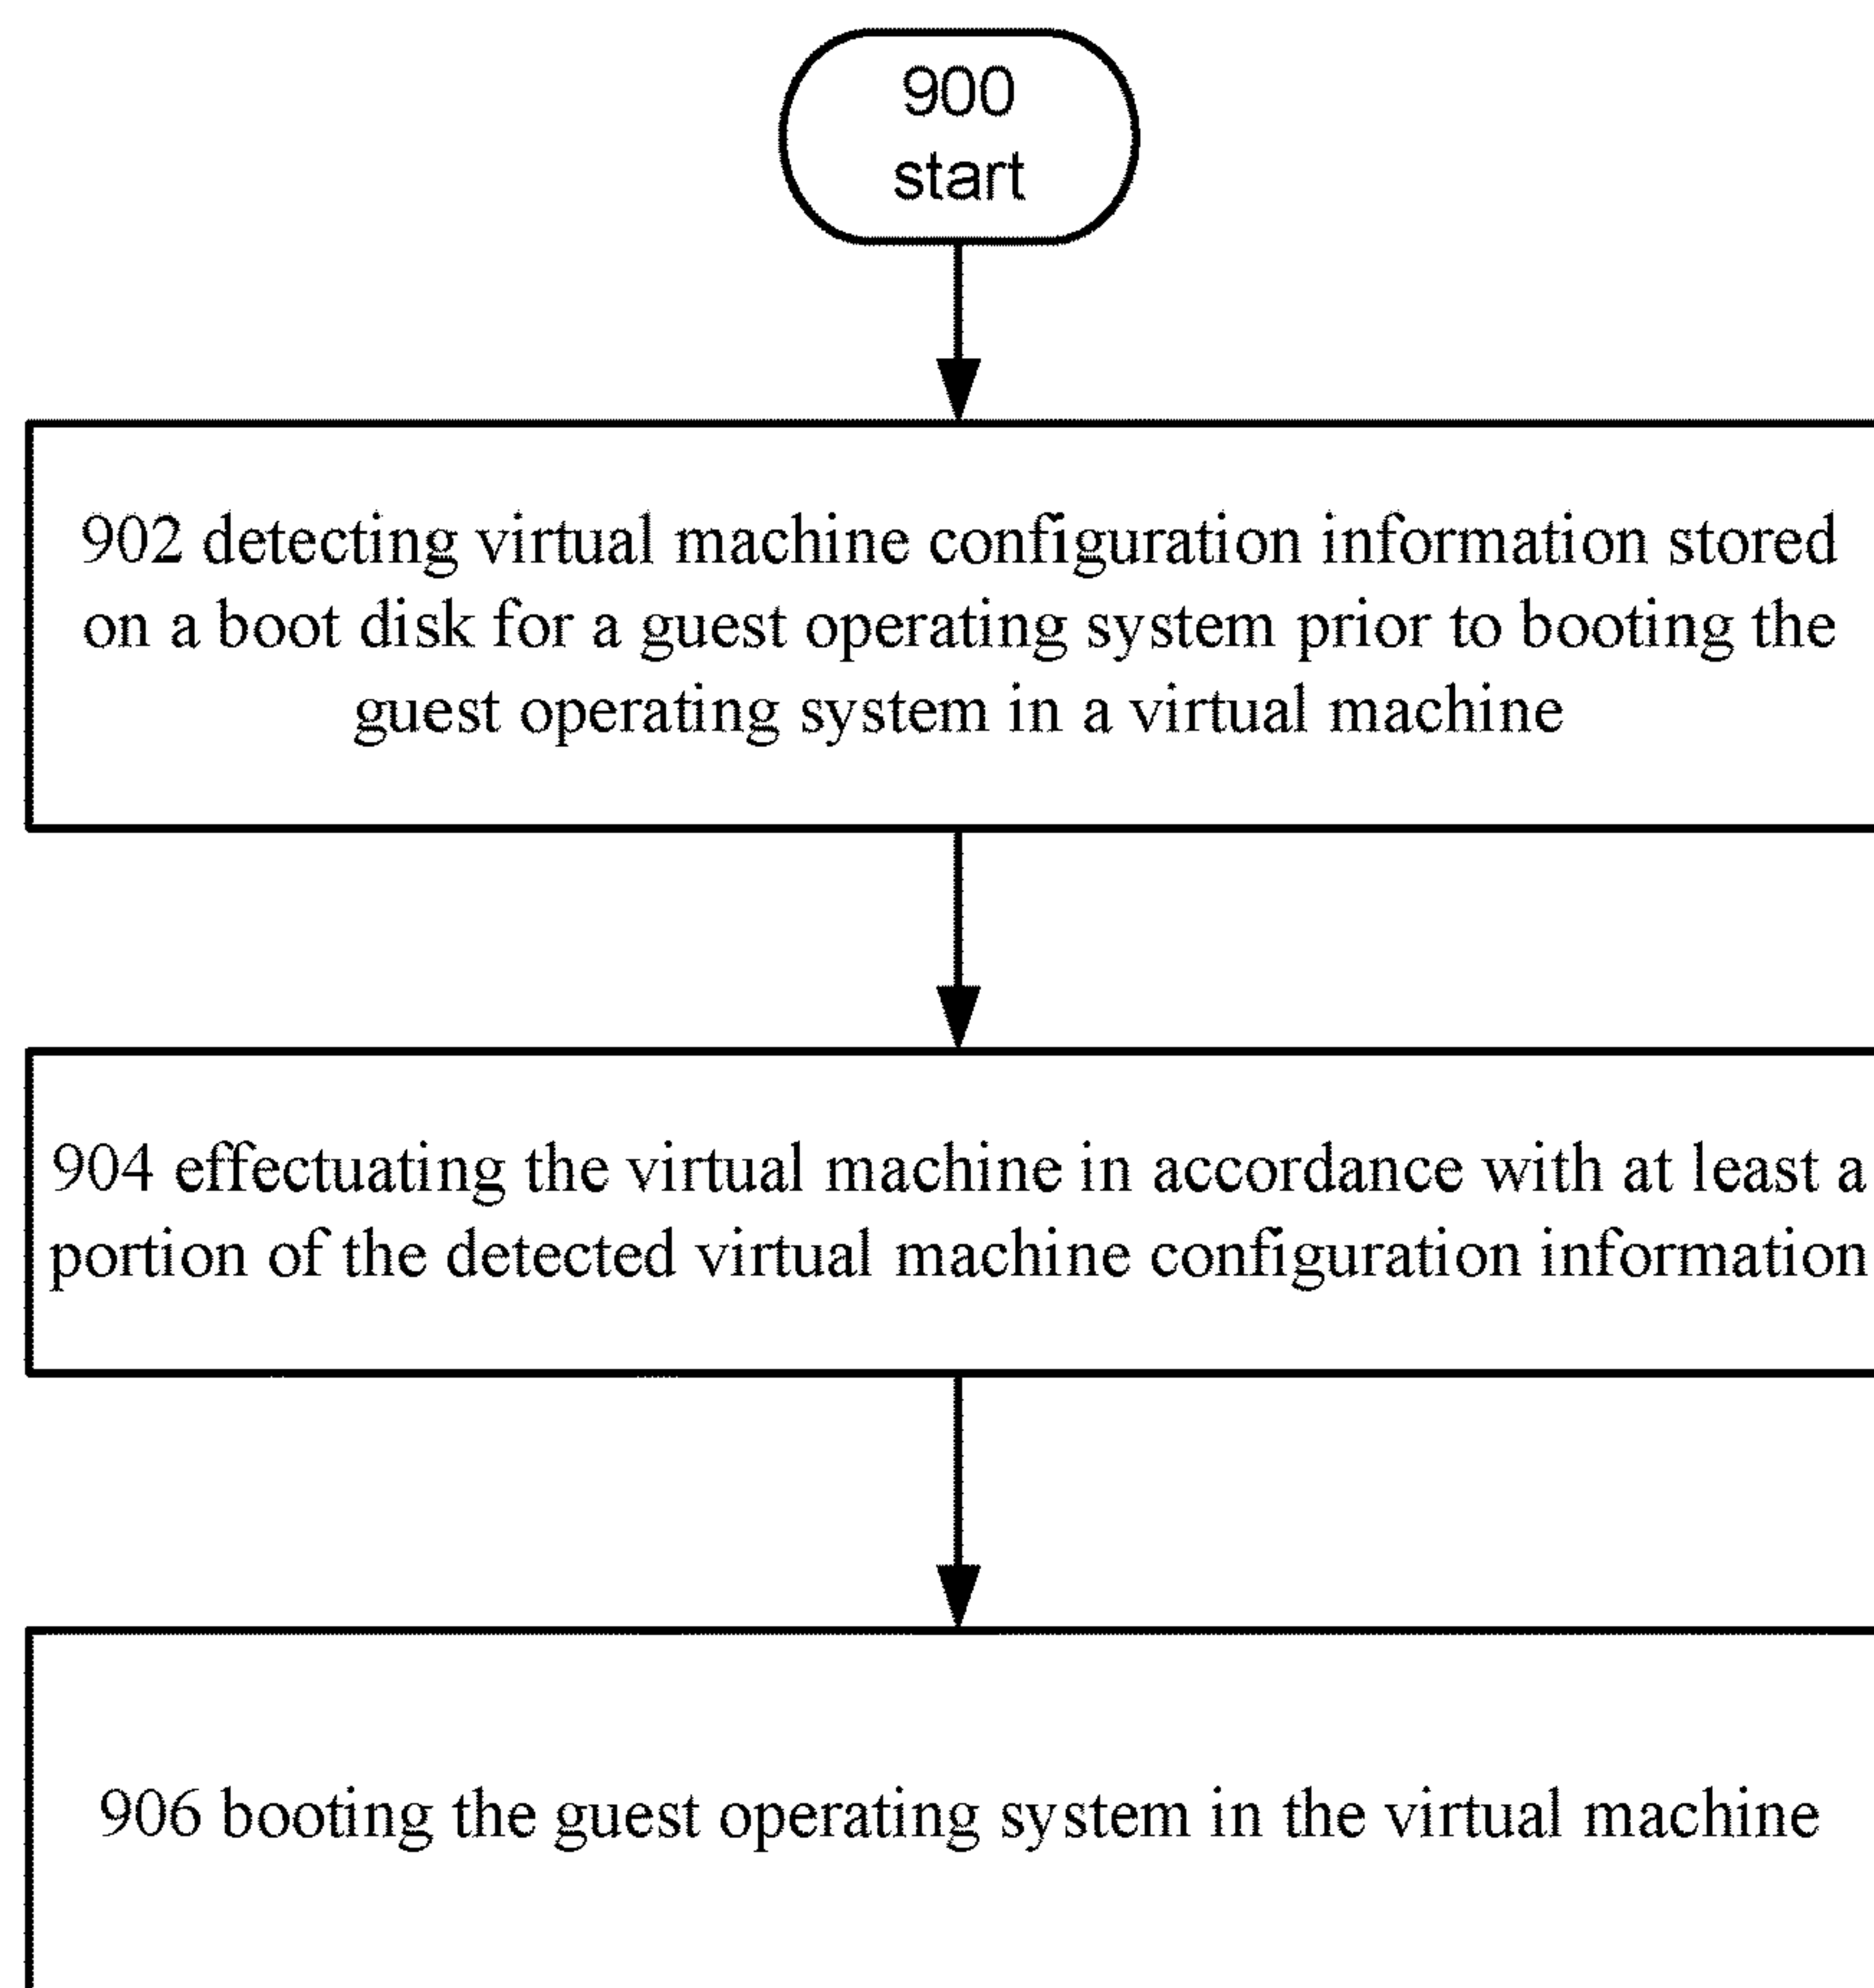 900
start
902 detecting virtual machine configuration information stored
on a boot disk for a guest operating system prior to booting the
guest operating system in a virtual machine
904 effectuating the virtual machine in accordance with at least a
portion of the detected virtual machine configuration information
906 booting the guest operating system in the virtual machine